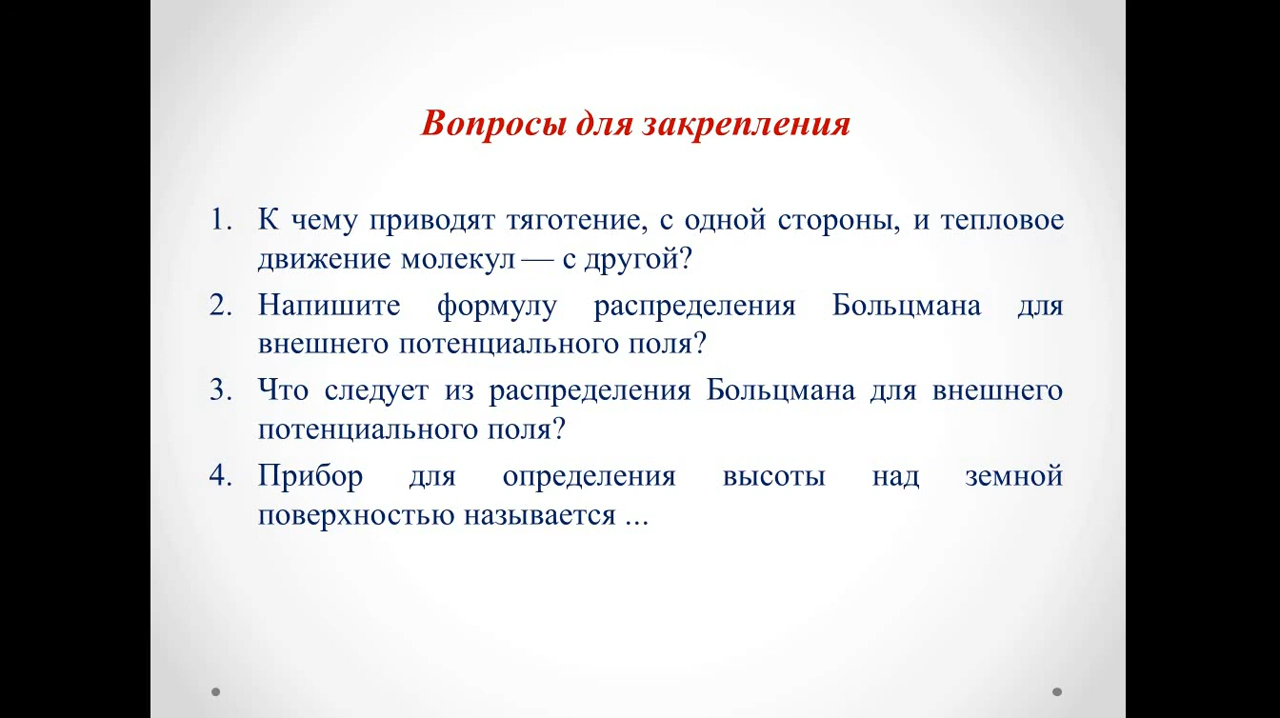 Вопросы для закрепления
1. К чему приводят тяготение, с одной стороны, и тепловое
движение молекул — с другой?
2. Напишите формулу распределения Больцмана для
внешнего потенциального поля?
3. Что следует из распределения Больцмана для внешнего
потенциального поля?
4. Прибор для определения высоты над земной
поверхностью называется ...